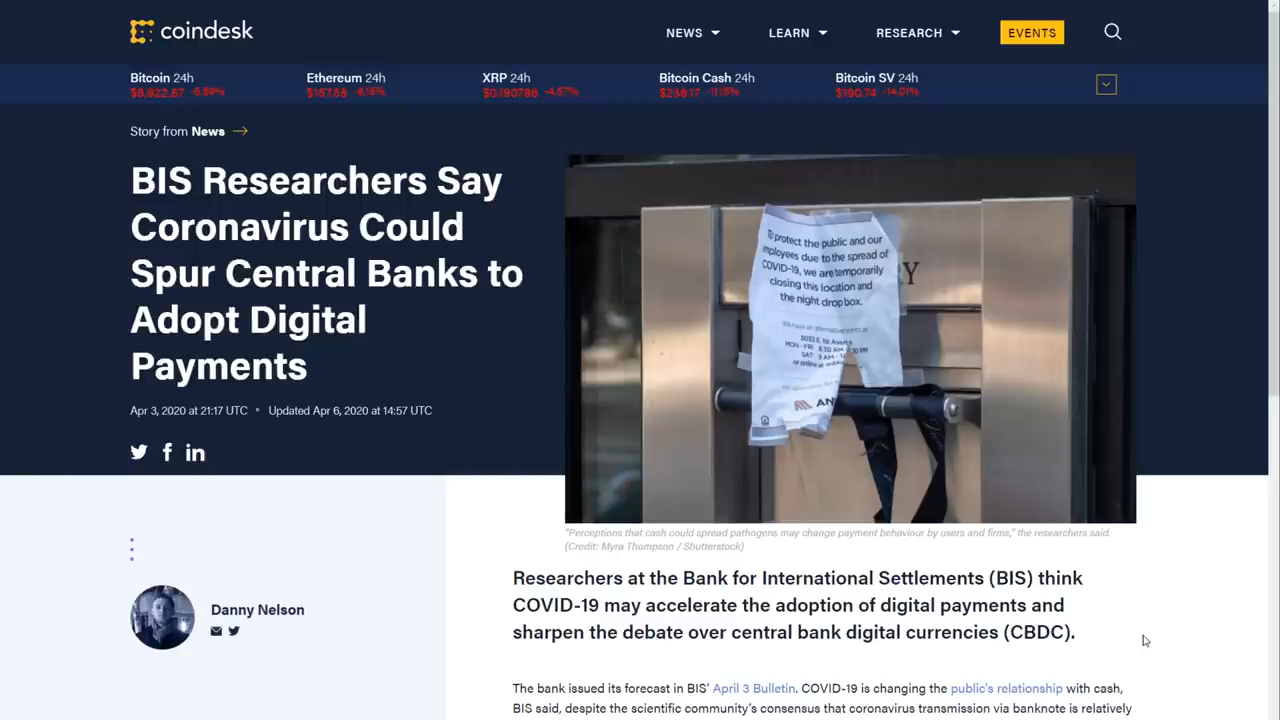 coindesk
NEWS LEARN RESEARCH EVENTS
Bitcoin 24h Ethereum 24h XRP 24h Bitcoin Cash 24h Bitcoin SV 24h
-5.69% $157.58 $0.190786 -4.57% $238.17 -11.15% $190.74 -14.01%
Story from News →
BIS Researchers Say
Coronavirus Could
Spur Central Banks to
Adopt Digital
Payments
Apr 3, 2020 at 21:17 UTC • Updated Apr 6, 2020 at 14:57 UTC
To protect the public and our
employees due to the spread of
COVID-19, we are temporarily
closing this location and
the night drop box.
Y
MON - FRI
SAT
"Perceptions that cash could spread pathogens may change payment behaviour by users and firms," the researchers said.
(Credit: Myra Thompson / Shutterstock)
Danny Nelson
Researchers at the Bank for International Settlements (BIS) think
COVID-19 may accelerate the adoption of digital payments and
sharpen the debate over central bank digital currencies (CBDC).
The bank issued its forecast in BIS' April 3 Bulletin. COVID-19 is changing the public's relationship with cash,
BIS said, despite the scientific community's consensus that coronavirus transmission via banknote is relatively